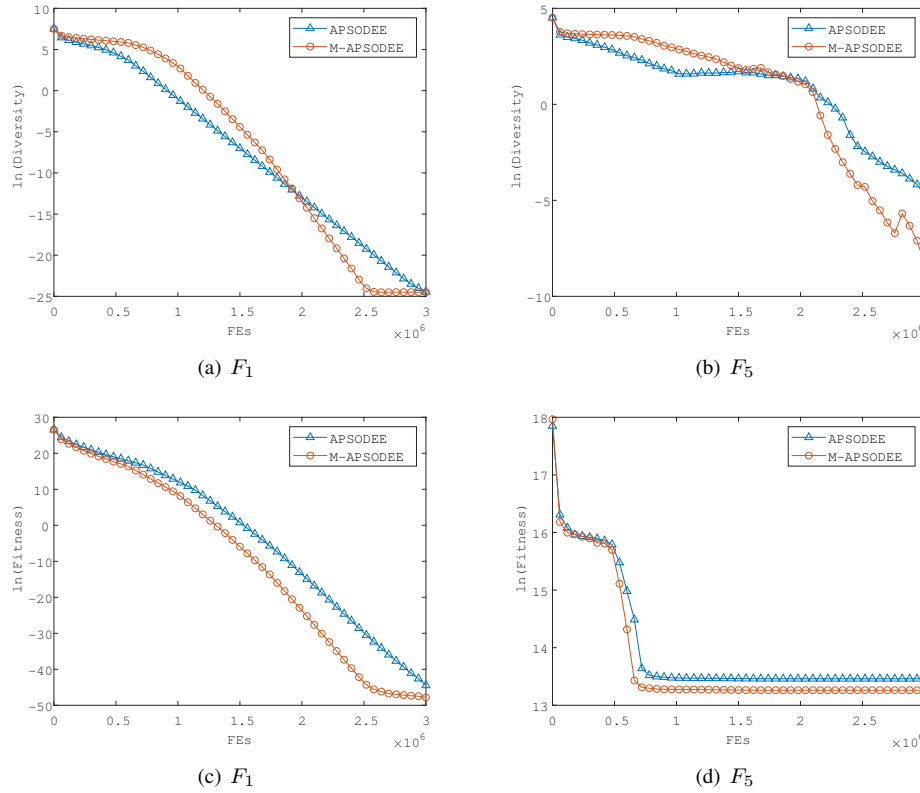 10
5
0
−5
−10
−15
−20
−25
ln(Diversity)
0 0.5 1 1.5 2 2.5 3
FEs
×10^6
APSODEE
M-APSODEE
(a) F_1
5
0
−5
−10
ln(Diversity)
0 0.5 1 1.5 2 2.5
FEs
APSODEE
M-APSODEE
(b) F_5
30
20
10
0
−10
−20
−30
−40
−50
ln(Fitness)
0 0.5 1 1.5 2 2.5 3
FEs
×10^6
APSODEE
M-APSODEE
(c) F_1
18
17
16
15
14
13
ln(Fitness)
0 0.5 1 1.5 2 2.5
FEs
APSODEE
M-APSODEE
(d) F_5